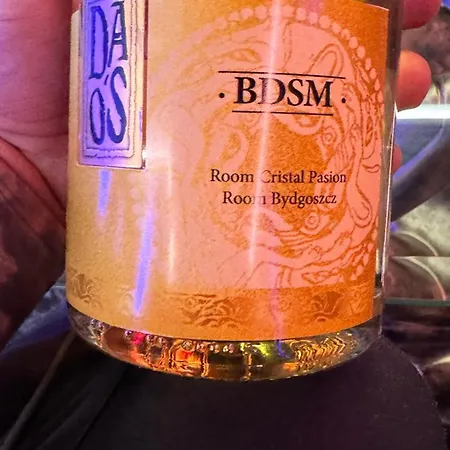 DA
OS
· BDSM ·
Room Cristal Pasion
Room Bydgoszcz